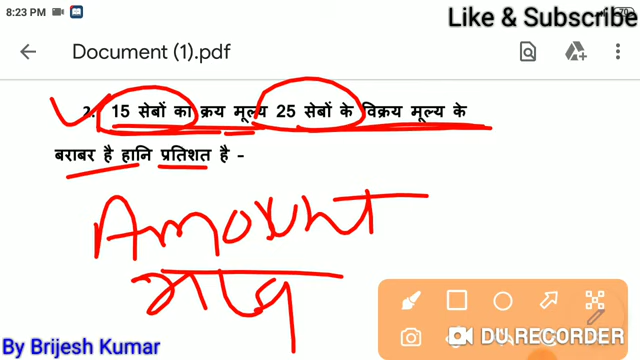 8:23 PM
Like & Subscribe
Document (1).pdf
2. 15 सेबों का क्रय मूल्य 25 सेबों के विक्रय मूल्य के
बराबर है हानि प्रतिशत है -
Amount
DU RECORDER
By Brijesh Kumar